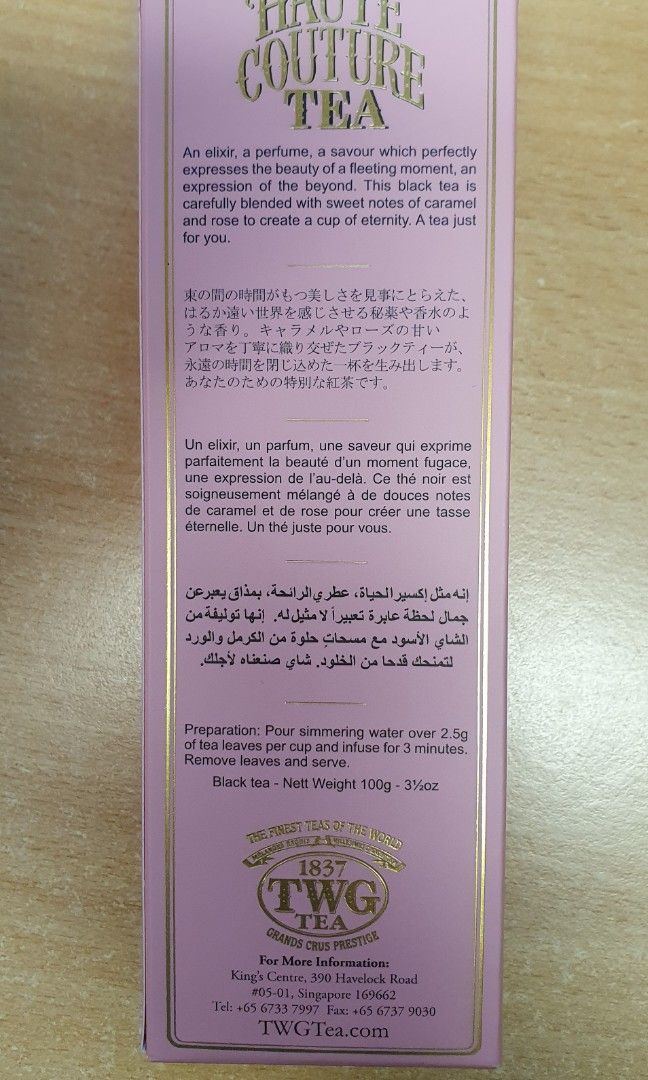 HAUTE
COUTURE
TEA
An elixir, a perfume, a savour which perfectly
expresses the beauty of a fleeting moment, an
expression of the beyond. This black tea is
carefully blended with sweet notes of caramel
and rose to create a cup of eternity. A tea just
for you.
束の間の時間がもつ美しさを見事にとらえた、
はるか遠い世界を感じさせる秘薬や香水のよ
うな香り。キャラメルやローズの甘い
アロマを丁寧に織り交ぜたブラックティーが、
永遠の時間を閉じ込めた一杯を生み出します。
あなたのための特別な紅茶です。
Un elixir, un parfum, une saveur qui exprime
parfaitement la beauté d'un moment fugace,
une expression de l'au-delà. Ce thé noir est
soigneusement mélangé à de douces notes
de caramel et de rose pour créer une tasse
éternelle. Un thé juste pour vous.
إنه مثل إكسير الحياة، عطري الرائحة، بمذاق يعبر عن
جمال لحظة عابرة تعبيراً لا مثيل له. إنها توليفة من
الشاي الأسود مع مسحاتٍ حلوة من الكرمل والورد
لتمنحك قدحا من الخلود. شاي صنعناه لأجلك.
Preparation: Pour simmering water over 2.5g
of tea leaves per cup and infuse for 3 minutes.
Remove leaves and serve.
Black tea - Nett Weight 100g - 3½oz
THE FINEST TEAS OF THE WORLD
1837
TWG
TEA
GRANDS CRUS PRESTIGE
For More Information:
King's Centre, 390 Havelock Road
#05-01, Singapore 169662
Tel: +65 6733 7997 Fax: +65 6737 9030
TWGTea.com